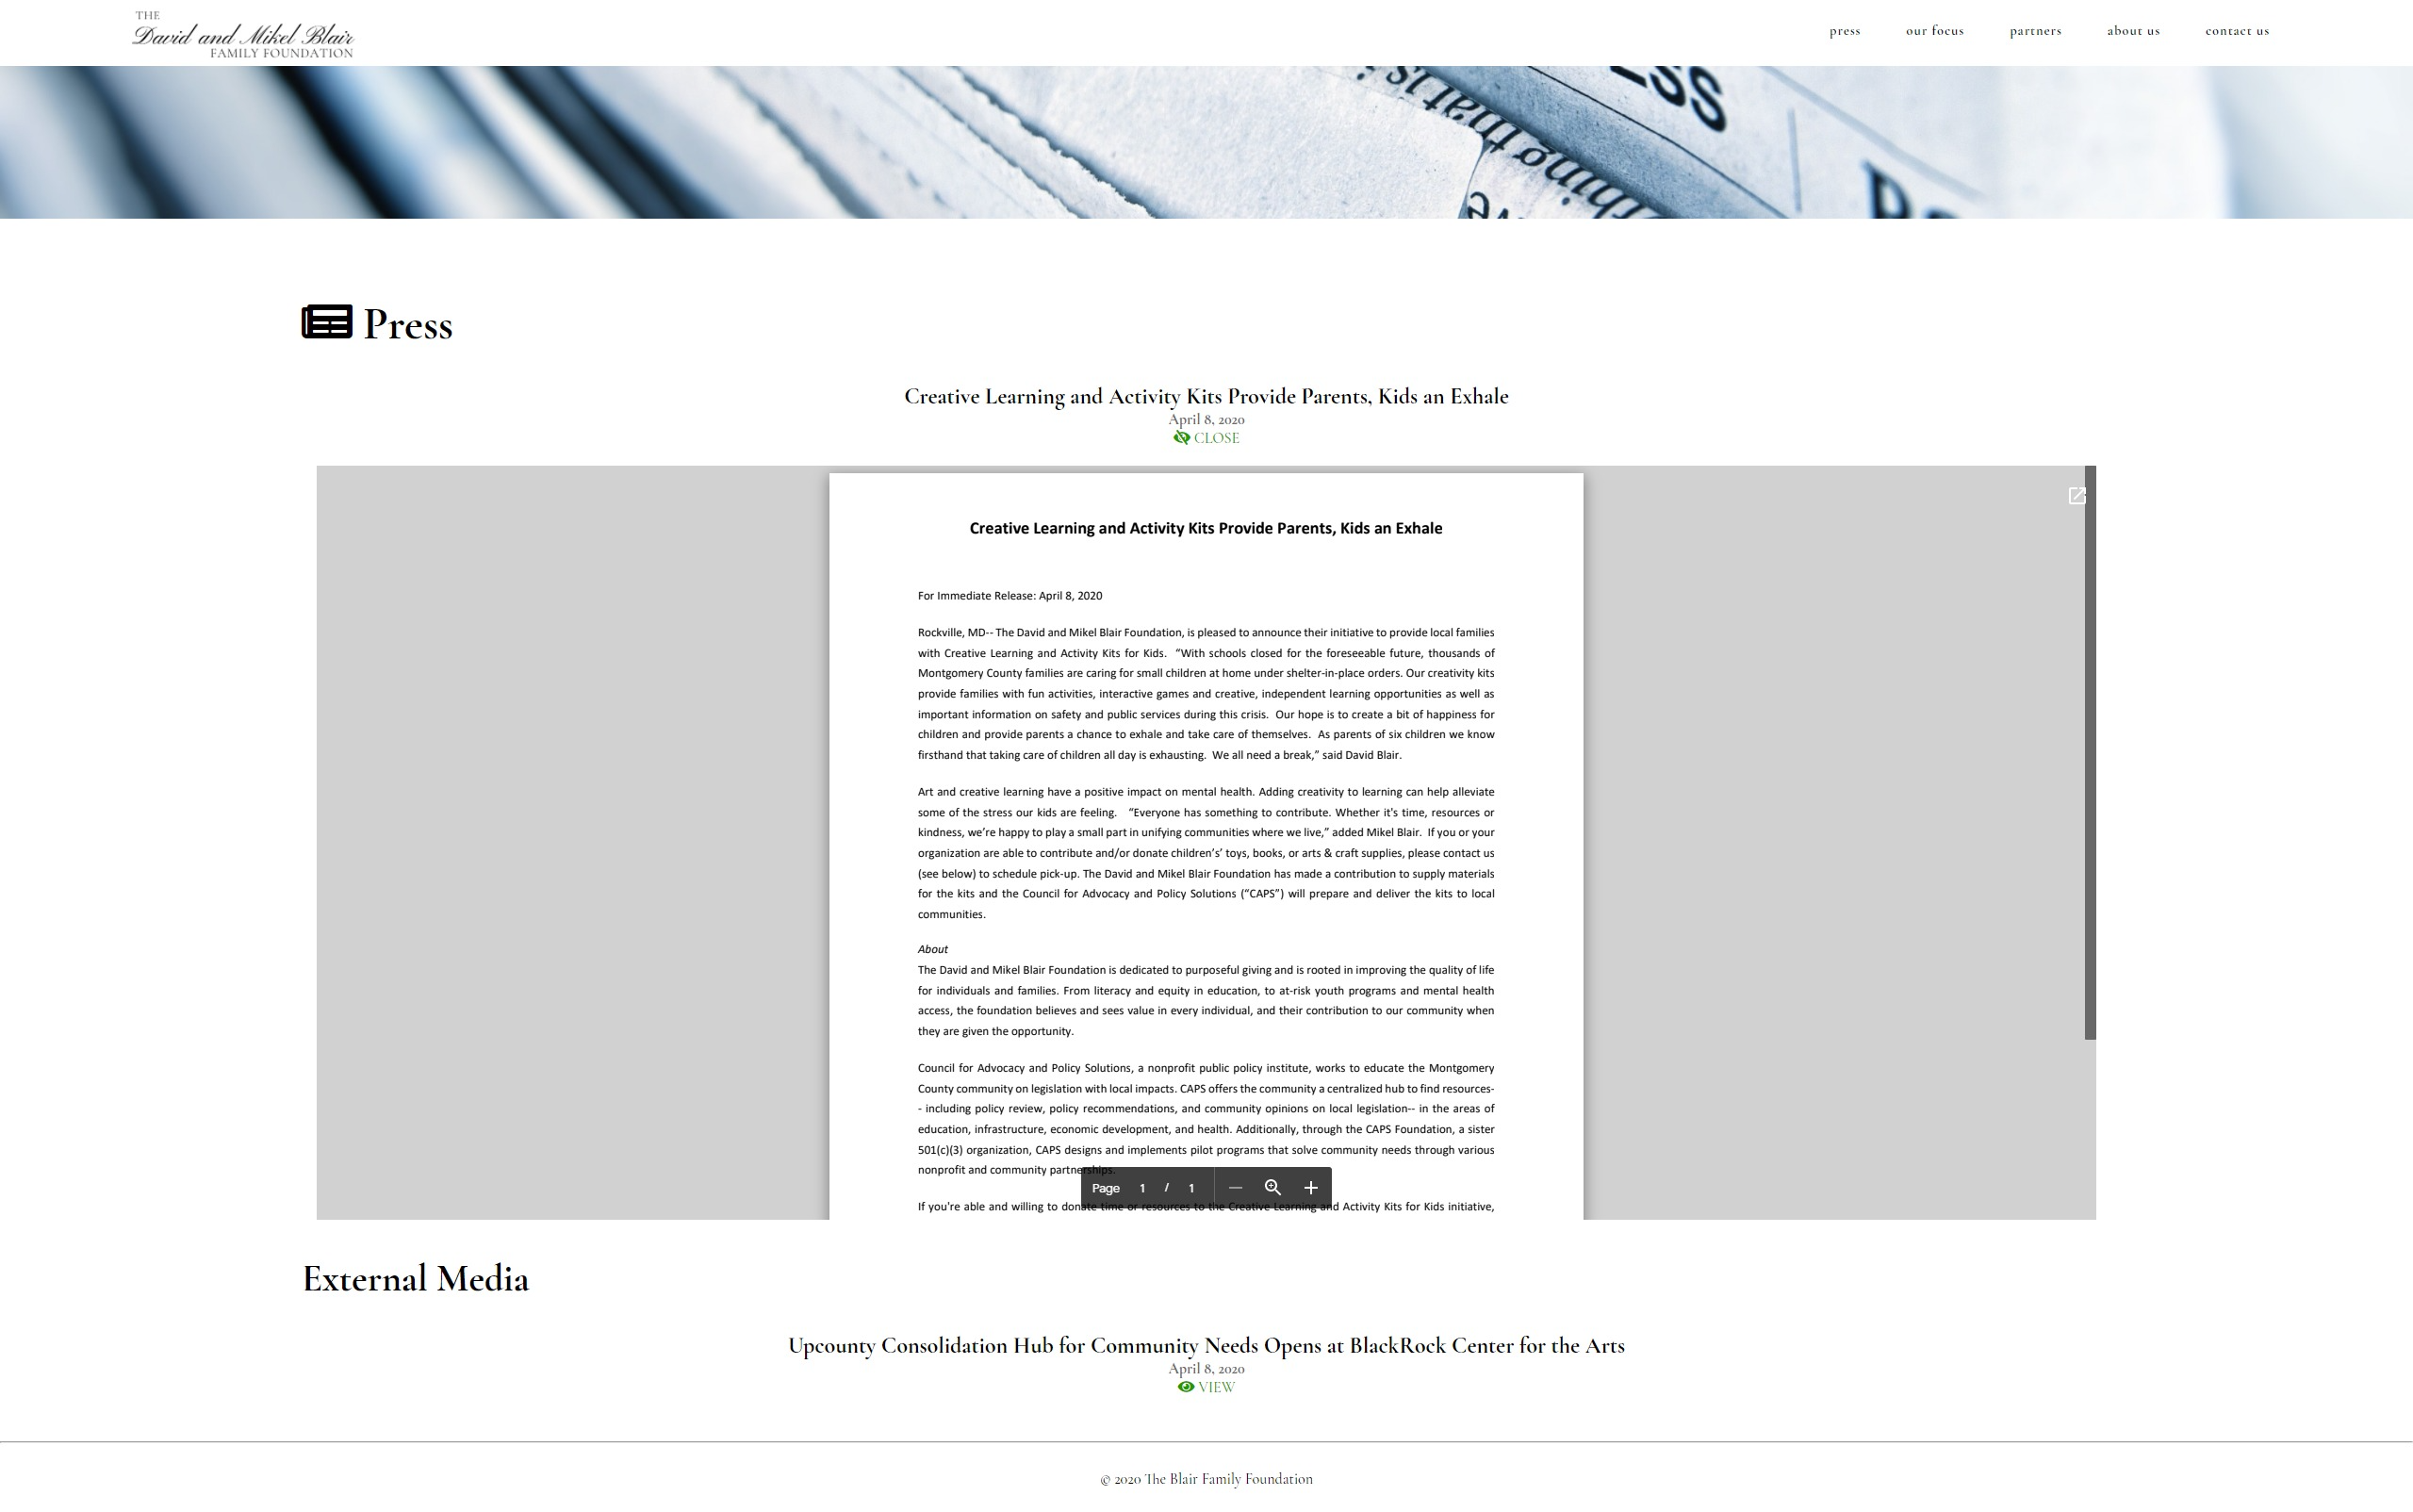 THE
David and Mikel Blair
FAMILY FOUNDATION
press
our focus
partners
about us
contact us
Press
Creative Learning and Activity Kits Provide Parents, Kids an Exhale
April 8, 2020
CLOSE
Creative Learning and Activity Kits Provide Parents, Kids an Exhale
For Immediate Release: April 8, 2020
Rockville, MD-- The David and Mikel Blair Foundation, is pleased to announce their initiative to provide local families
with Creative Learning and Activity Kits for Kids.  “With schools closed for the foreseeable future, thousands of
Montgomery County families are caring for small children at home under shelter-in-place orders. Our creativity kits
provide families with fun activities, interactive games and creative, independent learning opportunities as well as
important information on safety and public services during this crisis.  Our hope is to create a bit of happiness for
children and provide parents a chance to exhale and take care of themselves.  As parents of six children we know
firsthand that taking care of children all day is exhausting.  We all need a break,” said David Blair.
Art and creative learning have a positive impact on mental health. Adding creativity to learning can help alleviate
some of the stress our kids are feeling.   “Everyone has something to contribute. Whether it's time, resources or
kindness, we’re happy to play a small part in unifying communities where we live,” added Mikel Blair.  If you or your
organization are able to contribute and/or donate children’s’ toys, books, or arts & craft supplies, please contact us
(see below) to schedule pick-up. The David and Mikel Blair Foundation has made a contribution to supply materials
for the kits and the Council for Advocacy and Policy Solutions (“CAPS”) will prepare and deliver the kits to local
communities.
About
The David and Mikel Blair Foundation is dedicated to purposeful giving and is rooted in improving the quality of life
for individuals and families. From literacy and equity in education, to at-risk youth programs and mental health
access, the foundation believes and sees value in every individual, and their contribution to our community when
they are given the opportunity.
Council for Advocacy and Policy Solutions, a nonprofit public policy institute, works to educate the Montgomery
County community on legislation with local impacts. CAPS offers the community a centralized hub to find resources-
- including policy review, policy recommendations, and community opinions on local legislation-- in the areas of
education, infrastructure, economic development, and health. Additionally, through the CAPS Foundation, a sister
501(c)(3) organization, CAPS designs and implements pilot programs that solve community needs through various
nonprofit and community partnerships.
Page 1 / 1
If you're able and willing to donate time or resources to the Creative Learning and Activity Kits for Kids initiative,
External Media
Upcounty Consolidation Hub for Community Needs Opens at BlackRock Center for the Arts
April 8, 2020
VIEW
© 2020 The Blair Family Foundation